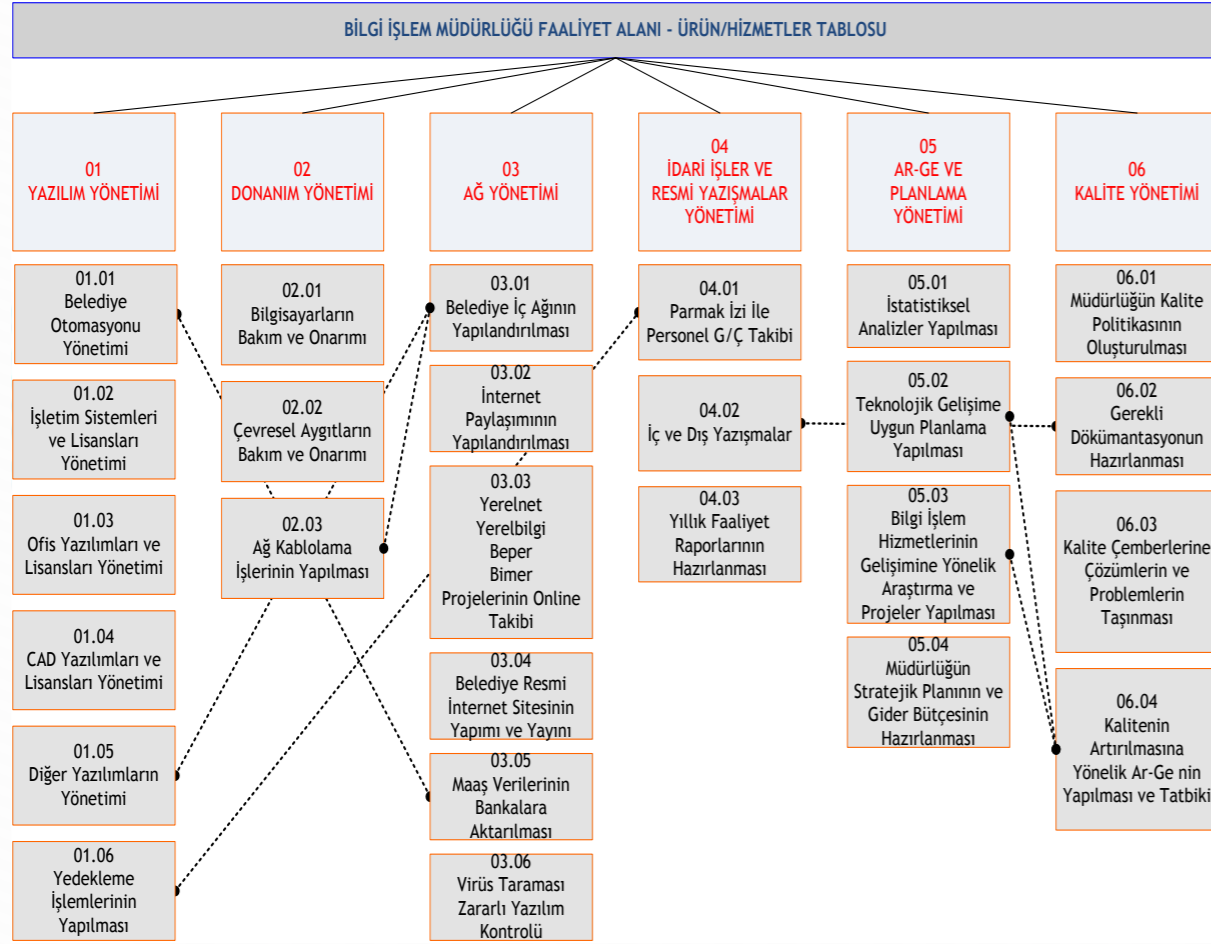 BİLGİ İŞLEM MÜDÜRLÜĞÜ FAALİYET ALANI - ÜRÜN/HİZMETLER TABLOSU
01
YAZILIM YÖNETİMİ
02
DONANIM YÖNETİMİ
03
AĞ YÖNETİMİ
04
İDARİ İŞLER VE
RESMİ YAZIŞMALAR
YÖNETİMİ
05
AR-GE VE
PLANLAMA
YÖNETİMİ
06
KALİTE YÖNETİMİ
01.01
Belediye
Otomasyonu
Yönetimi
01.02
İşletim Sistemleri
ve Lisansları
Yönetimi
01.03
Ofis Yazılımları ve
Lisansları Yönetimi
01.04
CAD Yazılımları ve
Lisansları Yönetimi
01.05
Diğer Yazılımların
Yönetimi
01.06
Yedekleme
İşlemlerinin
Yapılması
02.01
Bilgisayarların
Bakım ve Onarımı
02.02
Çevresel Aygıtların
Bakım ve Onarımı
02.03
Ağ Kablolama
İşlerinin Yapılması
03.01
Belediye İç Ağının
Yapılandırılması
03.02
İnternet
Paylaşımının
Yapılandırılması
03.03
Yerelnet
Yerelbilgi
Beper
Bimer
Projelerinin Online
Takibi
03.04
Belediye Resmi
İnternet Sitesinin
Yapımı ve Yayını
03.05
Maaş Verilerinin
Bankalara
Aktarılması
03.06
Virüs Taraması
Zararlı Yazılım
Kontrolü
04.01
Parmak İzi İle
Personel G/Ç Takibi
04.02
İç ve Dış Yazışmalar
04.03
Yıllık Faaliyet
Raporlarının
Hazırlanması
05.01
İstatistiksel
Analizler Yapılması
05.02
Teknolojik Gelişime
Uygun Planlama
Yapılması
05.03
Bilgi İşlem
Hizmetlerinin
Gelişimine Yönelik
Araştırma ve
Projeler Yapılması
05.04
Müdürlüğün
Stratejik Planının ve
Gider Bütçesinin
Hazırlanması
06.01
Müdürlüğün Kalite
Politikasının
Oluşturulması
06.02
Gerekli
Dökümantasyonun
Hazırlanması
06.03
Kalite Çemberlerine
Çözümlerin ve
Problemlerin
Taşınması
06.04
Kalitenin
Artırılmasına
Yönelik Ar-Ge nin
Yapılması ve Tatbiki